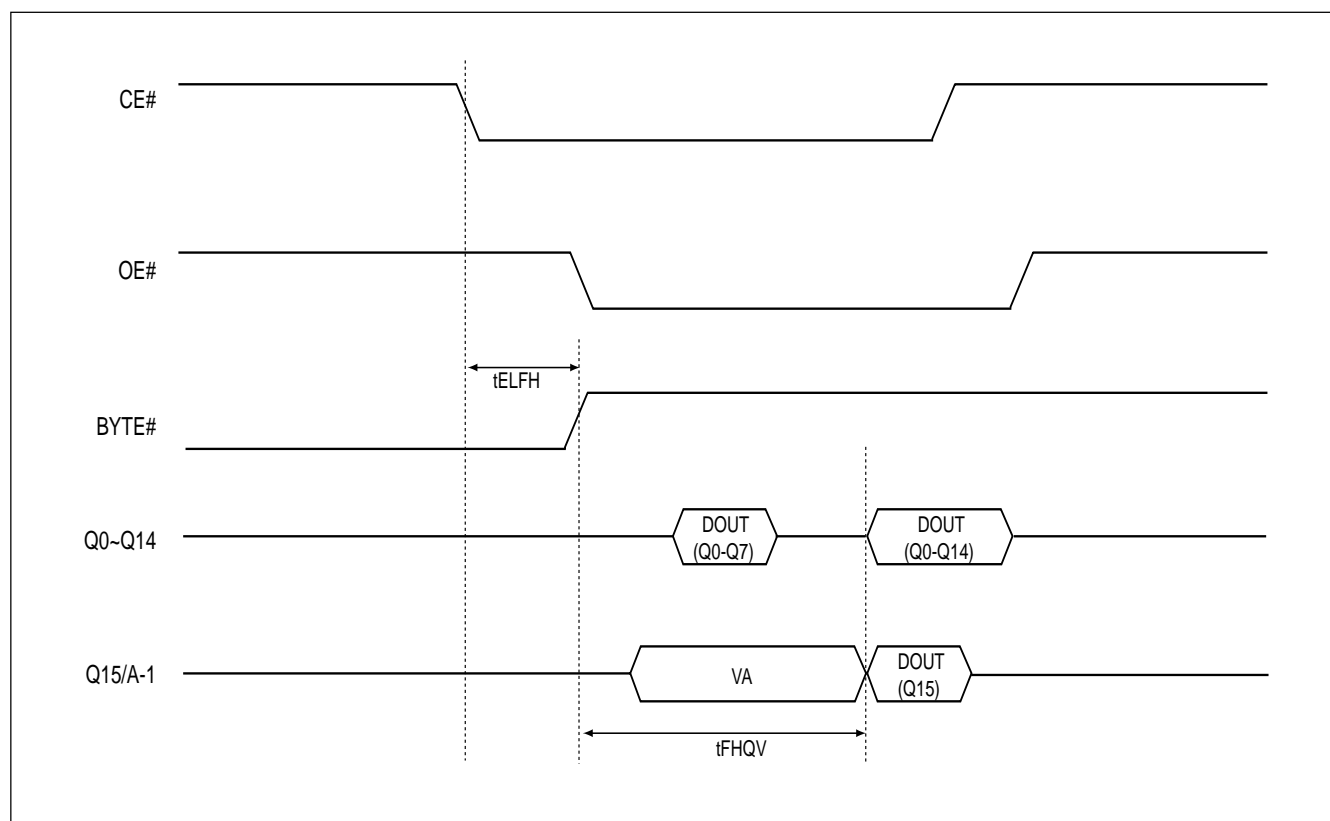 CE#
OE#
tELFH
BYTE#
Q0~Q14
DOUT
(Q0-Q7)
DOUT
(Q0-Q14)
Q15/A-1
VA
DOUT
(Q15)
tFHQV